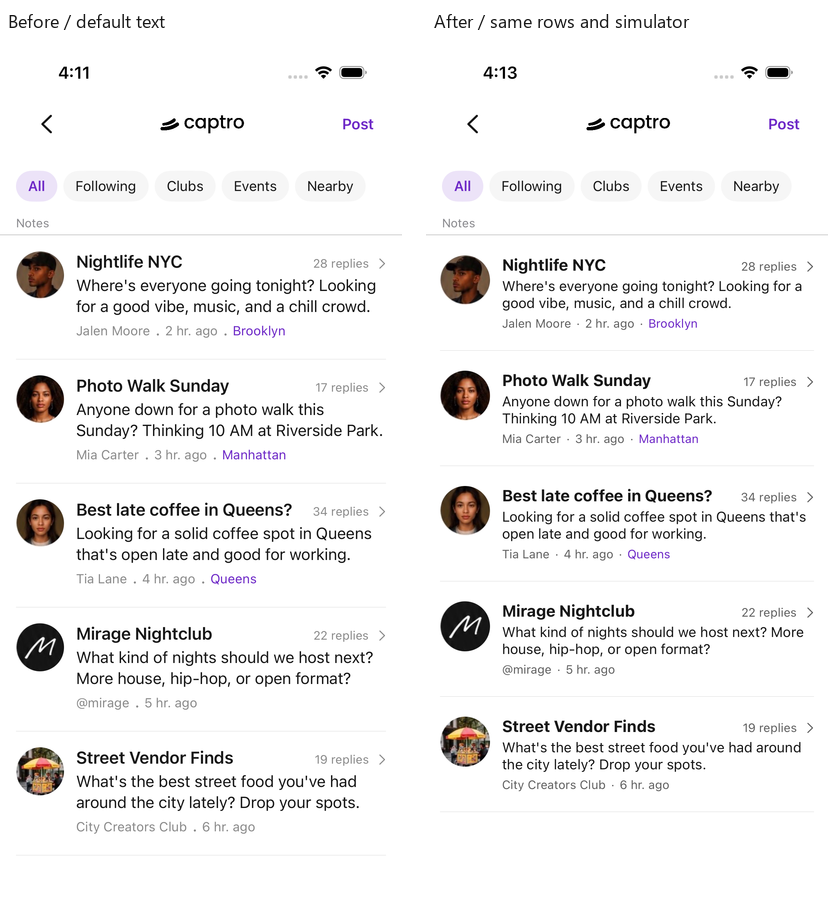 Before / default text
4:11
captro
Post
All Following Clubs Events Nearby
Notes
Nightlife NYC 28 replies
Where's everyone going tonight? Looking
for a good vibe, music, and a chill crowd.
Jalen Moore . 2 hr. ago . Brooklyn
Photo Walk Sunday 17 replies
Anyone down for a photo walk this
Sunday? Thinking 10 AM at Riverside Park.
Mia Carter . 3 hr. ago . Manhattan
Best late coffee in Queens? 34 replies
Looking for a solid coffee spot in Queens
that's open late and good for working.
Tia Lane . 4 hr. ago . Queens
Mirage Nightclub 22 replies
What kind of nights should we host next?
More house, hip-hop, or open format?
@mirage . 5 hr. ago
Street Vendor Finds 19 replies
What's the best street food you've had
around the city lately? Drop your spots.
City Creators Club . 6 hr. ago
After / same rows and simulator
4:13
captro
Post
All Following Clubs Events Nearby
Notes
Nightlife NYC 28 replies
Where's everyone going tonight? Looking for a
good vibe, music, and a chill crowd.
Jalen Moore · 2 hr. ago · Brooklyn
Photo Walk Sunday 17 replies
Anyone down for a photo walk this Sunday?
Thinking 10 AM at Riverside Park.
Mia Carter · 3 hr. ago · Manhattan
Best late coffee in Queens? 34 replies
Looking for a solid coffee spot in Queens that's
open late and good for working.
Tia Lane · 4 hr. ago · Queens
Mirage Nightclub 22 replies
What kind of nights should we host next? More
house, hip-hop, or open format?
@mirage · 5 hr. ago
Street Vendor Finds 19 replies
What's the best street food you've had around
the city lately? Drop your spots.
City Creators Club · 6 hr. ago